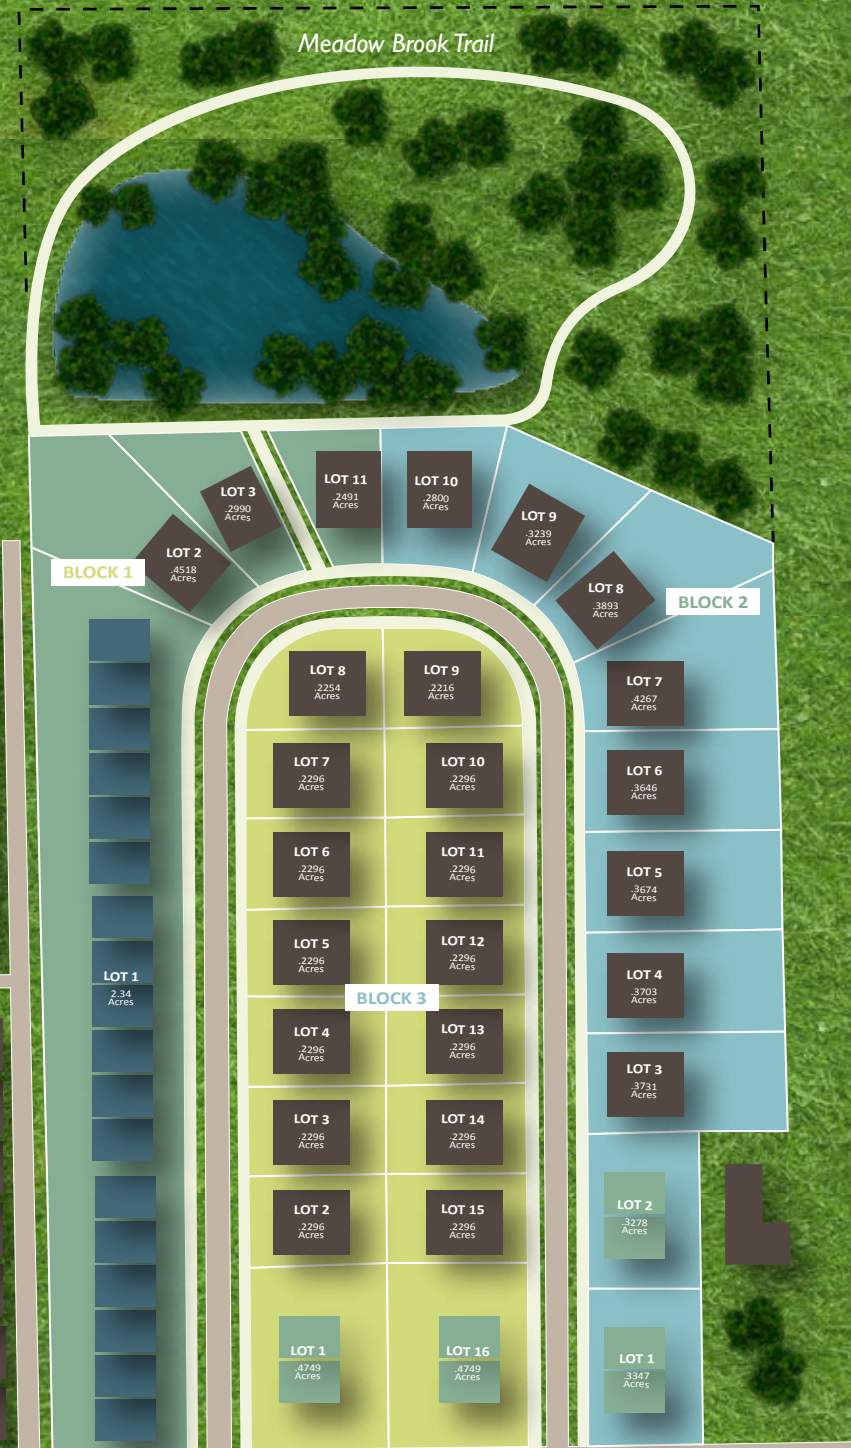 Meadow Brook Trail
LOT 11
.2491
Acres
LOT 10
.2800
Acres
LOT 3
.2990
Acres
LOT 9
.3239
Acres
LOT 2
.4518
Acres
BLOCK 1
LOT 8
.3893
Acres
BLOCK 2
LOT 8
.2254
Acres
LOT 9
.2216
Acres
LOT 7
.4267
Acres
LOT 7
.2296
Acres
LOT 10
.2296
Acres
LOT 6
.3646
Acres
LOT 6
.2296
Acres
LOT 11
.2296
Acres
LOT 5
.3674
Acres
LOT 5
.2296
Acres
LOT 12
.2296
Acres
LOT 1
2.34
Acres
LOT 4
.3703
Acres
BLOCK 3
LOT 4
.2296
Acres
LOT 13
.2296
Acres
LOT 3
.3731
Acres
LOT 3
.2296
Acres
LOT 14
.2296
Acres
LOT 2
.2296
Acres
LOT 15
.2296
Acres
LOT 2
.3278
Acres
LOT 1
.4749
Acres
LOT 16
.4749
Acres
LOT 1
.3347
Acres